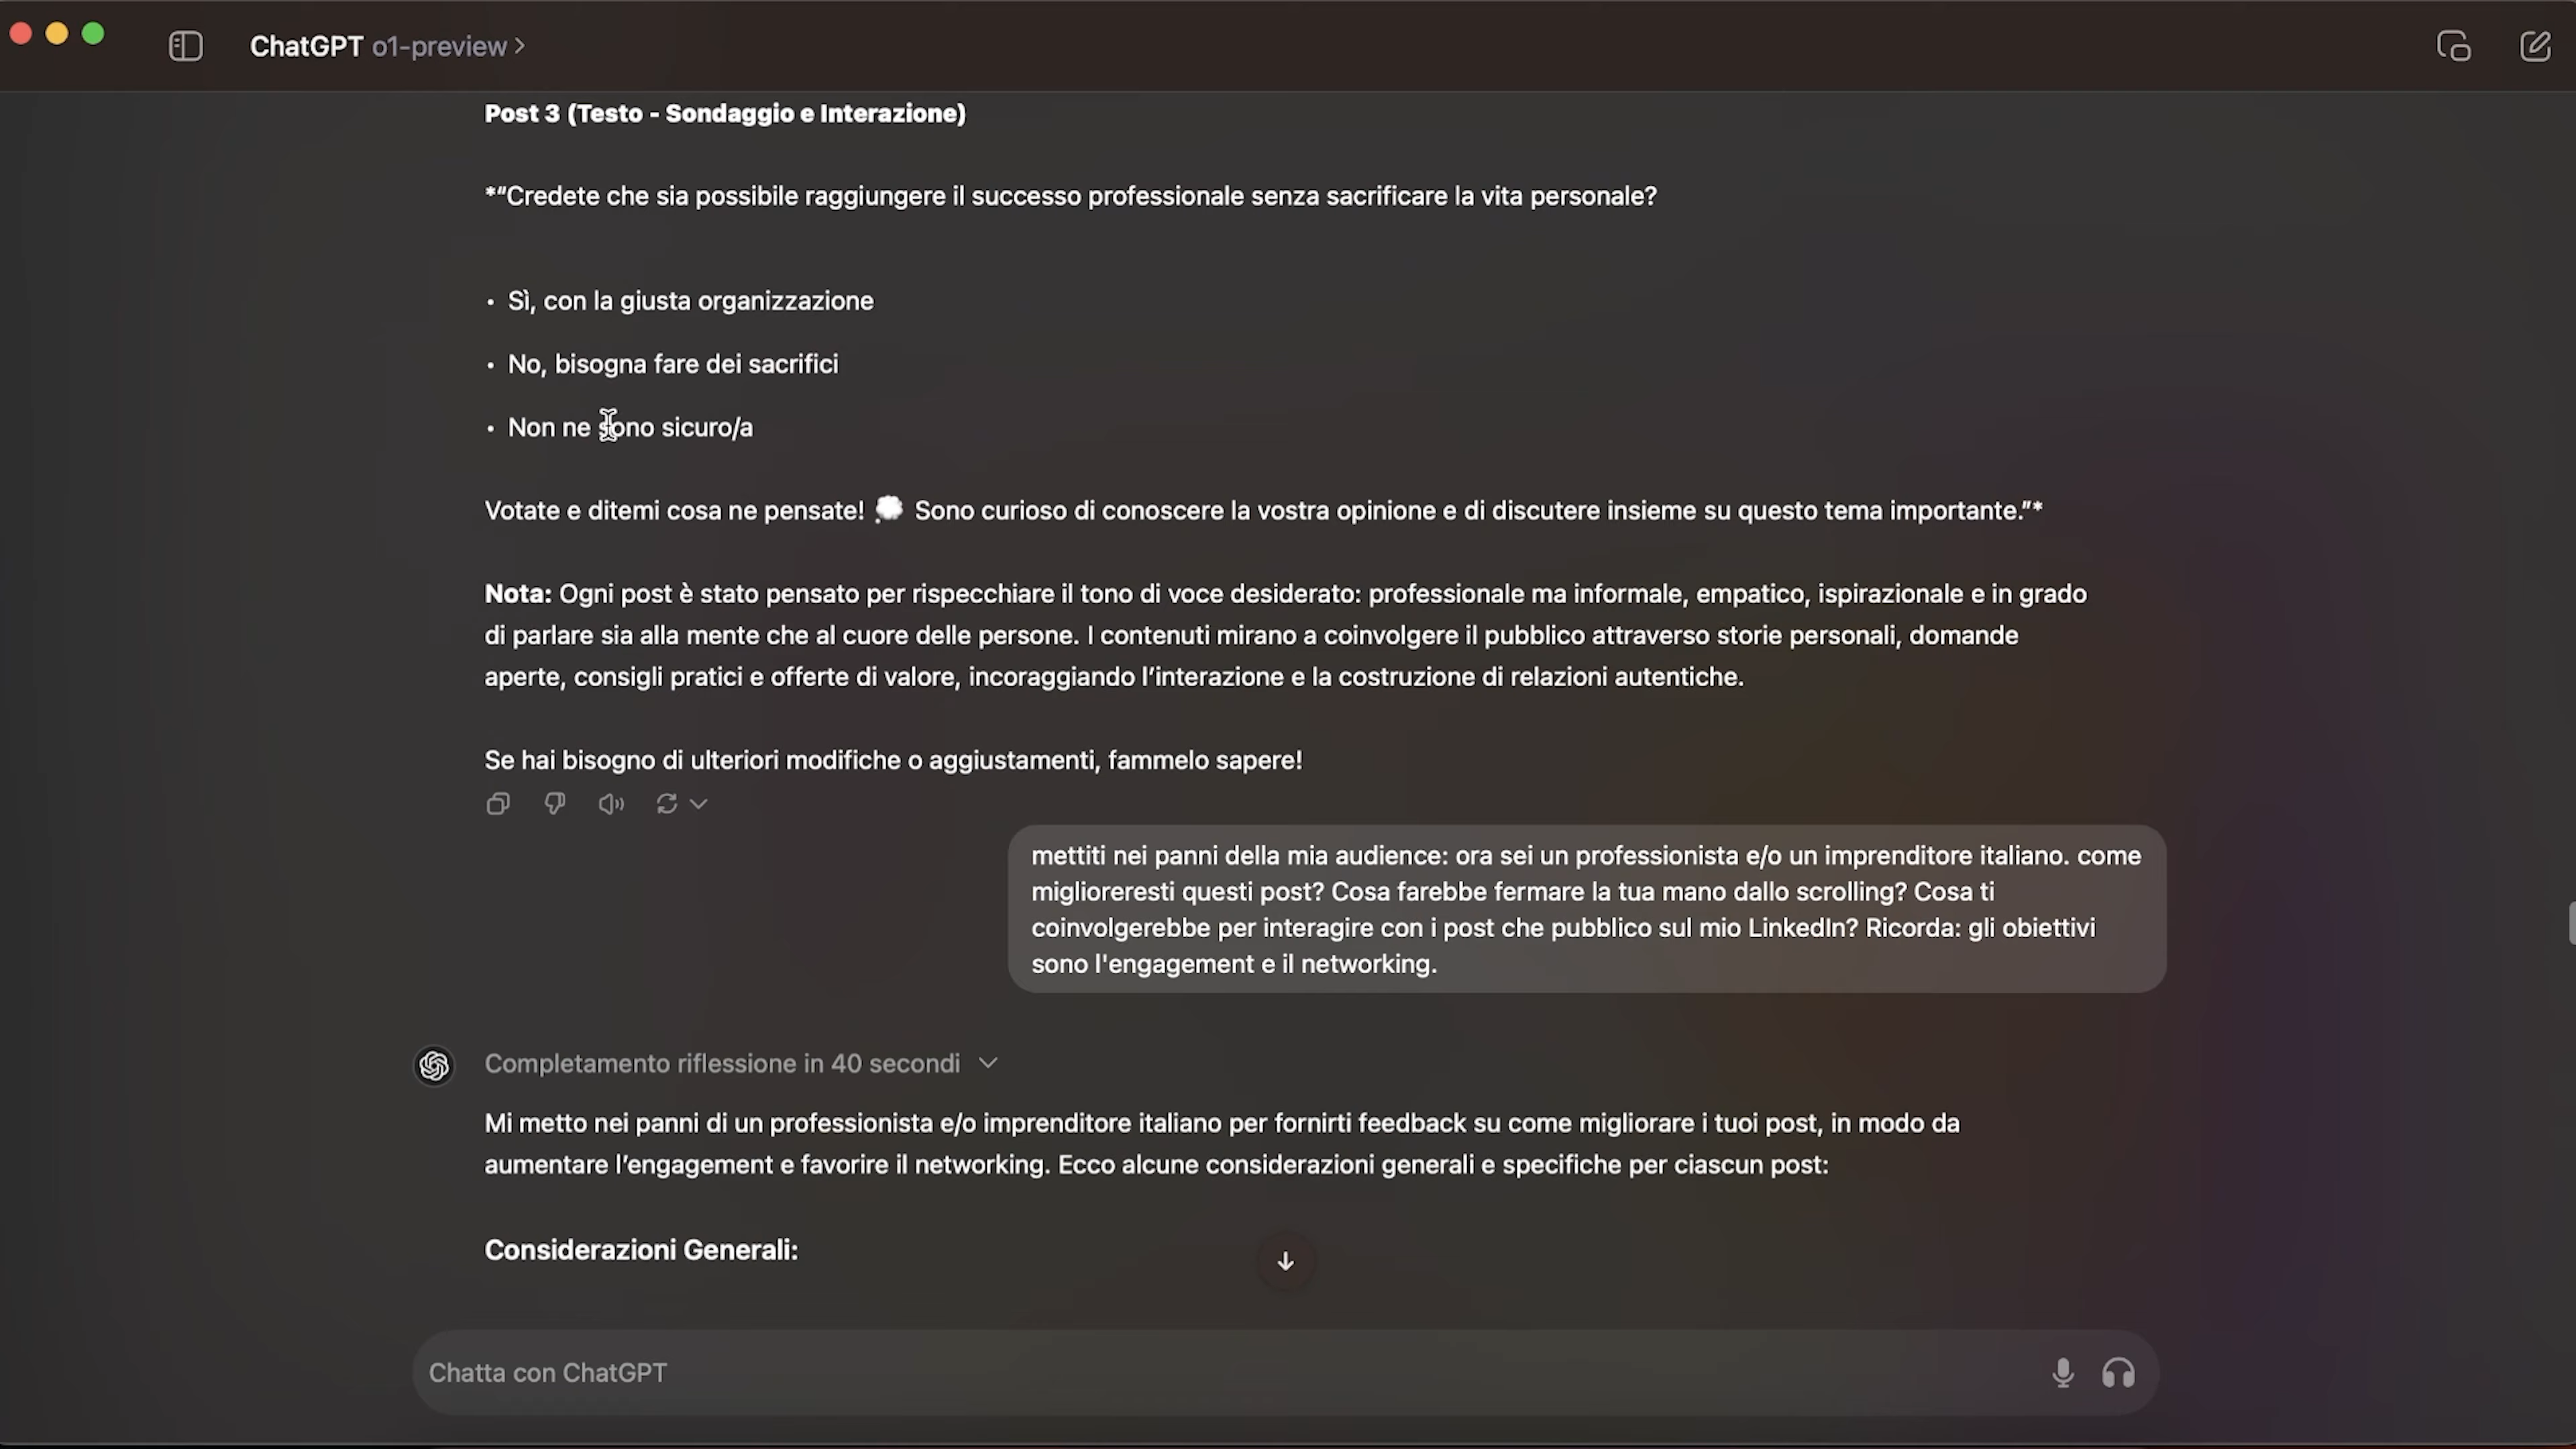 ChatGPT o1-preview >
Post 3 (Testo - Sondaggio e Interazione)
*“Credete che sia possibile raggiungere il successo professionale senza sacrificare la vita personale?
• Sì, con la giusta organizzazione
• No, bisogna fare dei sacrifici
• Non ne sono sicuro/a
Votate e ditemi cosa ne pensate! 💭 Sono curioso di conoscere la vostra opinione e di discutere insieme su questo tema importante.”*
Nota: Ogni post è stato pensato per rispecchiare il tono di voce desiderato: professionale ma informale, empatico, ispirazionale e in grado
di parlare sia alla mente che al cuore delle persone. I contenuti mirano a coinvolgere il pubblico attraverso storie personali, domande
aperte, consigli pratici e offerte di valore, incoraggiando l’interazione e la costruzione di relazioni autentiche.
Se hai bisogno di ulteriori modifiche o aggiustamenti, fammelo sapere!
mettiti nei panni della mia audience: ora sei un professionista e/o un imprenditore italiano. come
miglioreresti questi post? Cosa farebbe fermare la tua mano dallo scrolling? Cosa ti
coinvolgerebbe per interagire con i post che pubblico sul mio LinkedIn? Ricorda: gli obiettivi
sono l'engagement e il networking.
Completamento riflessione in 40 secondi
Mi metto nei panni di un professionista e/o imprenditore italiano per fornirti feedback su come migliorare i tuoi post, in modo da
aumentare l’engagement e favorire il networking. Ecco alcune considerazioni generali e specifiche per ciascun post:
Considerazioni Generali:
Chatta con ChatGPT